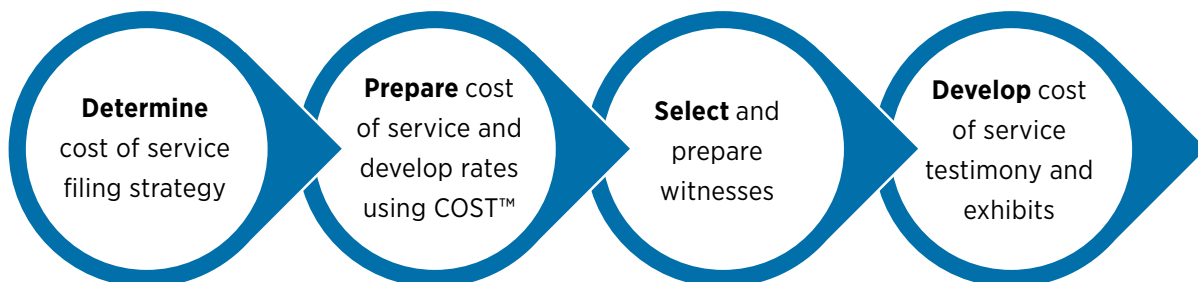 Determine
cost of service
filing strategy
Prepare cost
of service and
develop rates
using COST™
Select and
prepare
witnesses
Develop cost
of service
testimony and
exhibits